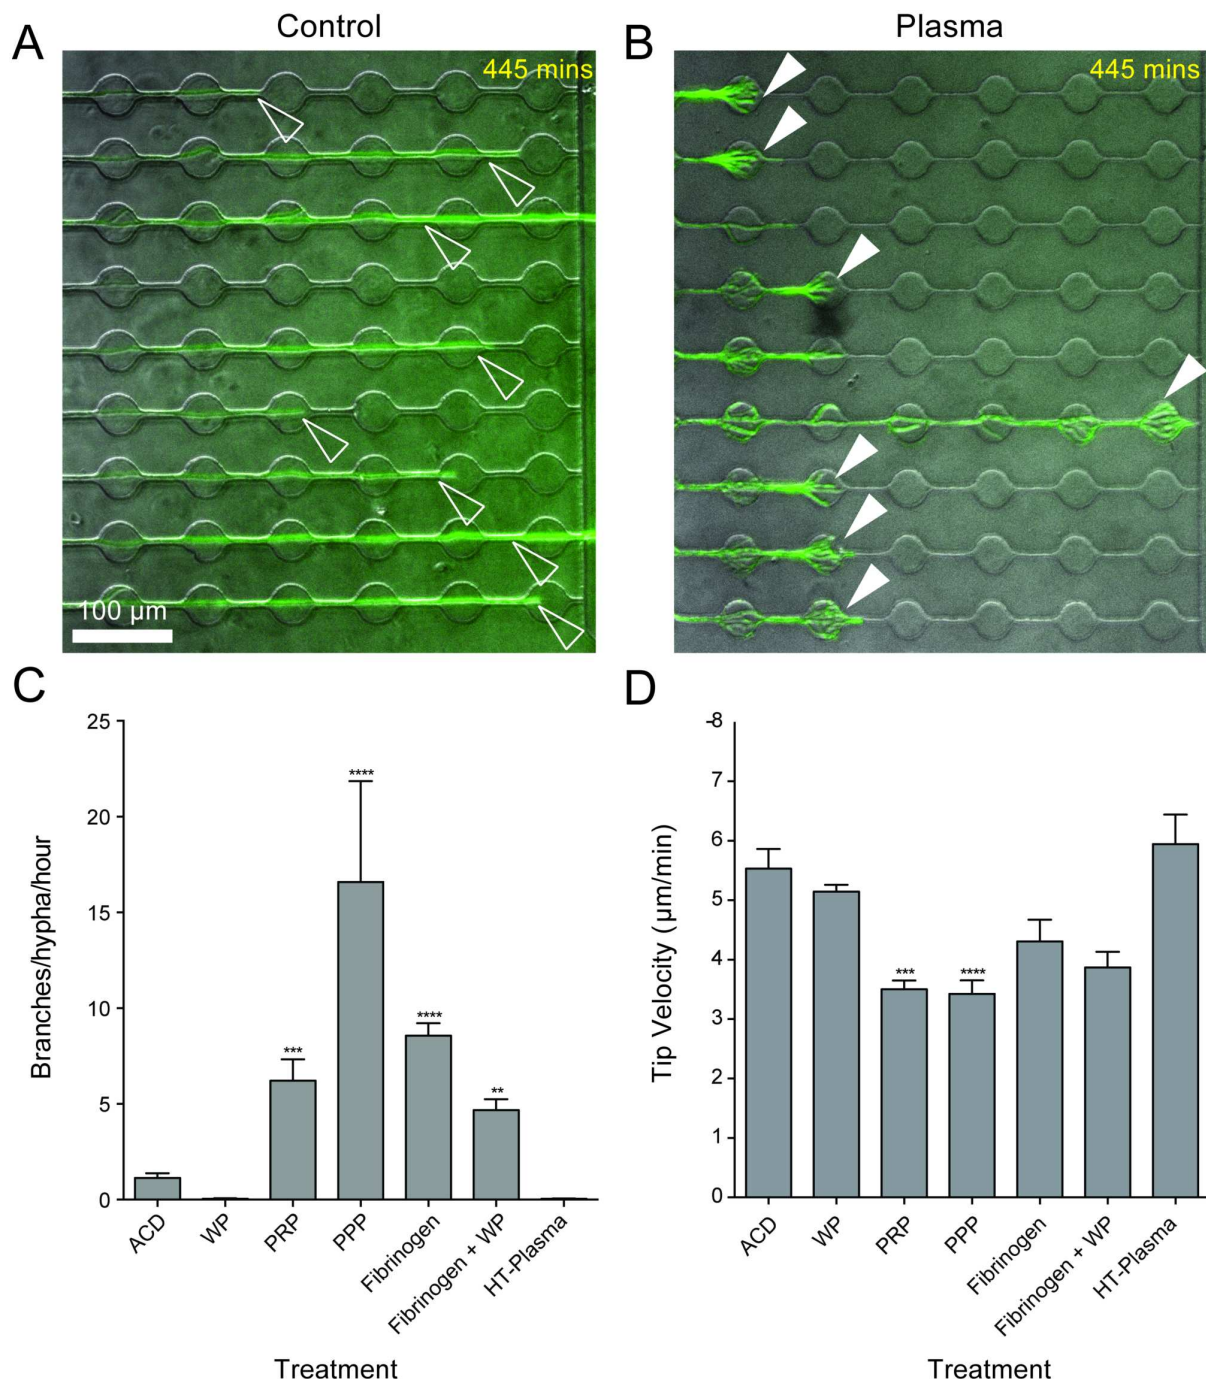 A
Control
445 mins
100 µm
B
Plasma
445 mins
C
Branches/hypha/hour
25
20
15
10
5
0
***
****
****
**
ACD
WP
PRP
PPP
Fibrinogen
Fibrinogen + WP
HT-Plasma
Treatment
D
Tip Velocity (µm/min)
-8
7
6
5
4
3
2
1
0
***
****
ACD
WP
PRP
PPP
Fibrinogen
Fibrinogen + WP
HT-Plasma
Treatment